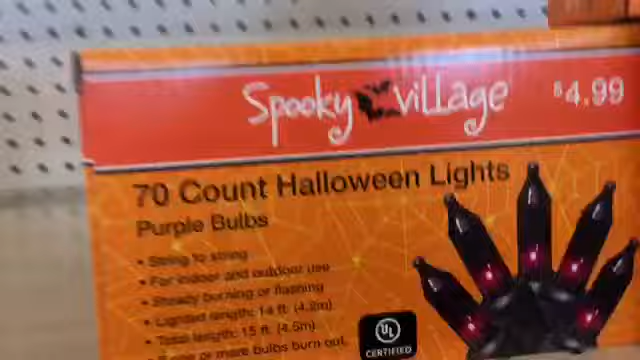 Spooky Village
$4.99
70 Count Halloween Lights
Purple Bulbs
• String to string
• For indoor and outdoor use
• Steady burning or flashing
• Lighted length: 14 ft. (4.2m)
• Total length: 15 ft. (4.5m)
or more bulbs burn out,
UL
CERTIFIED